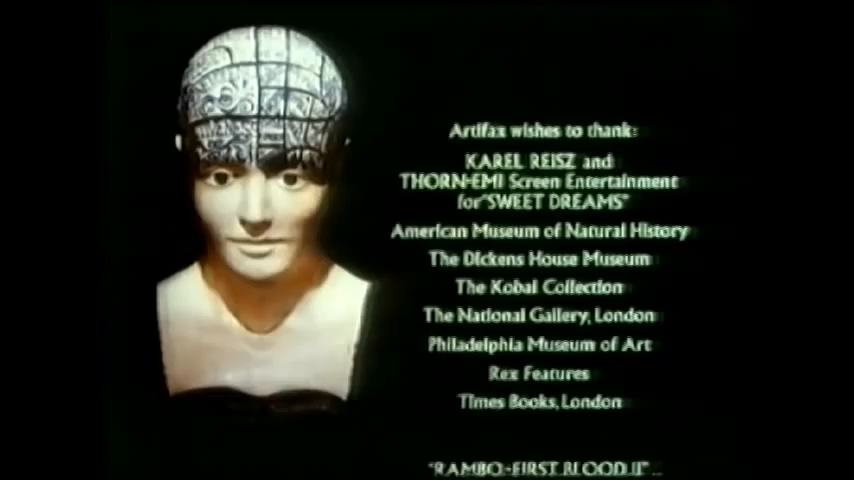 Artifax wishes to thank:
KAREL REISZ and
THORN-EMI Screen Entertainment
for "SWEET DREAMS"
American Museum of Natural History
The Dickens House Museum
The Kobal Collection
The National Gallery, London
Philadelphia Museum of Art
Rex Features
Times Books, London
"RAMBO:-FIRST BLOOD II"...